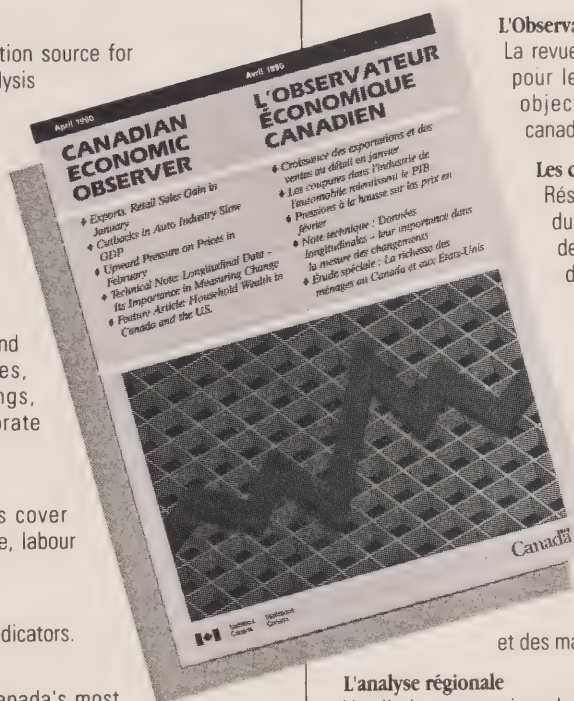 tion source for
lysis
nd
es,
ngs,
orate
s cover
e, labour
dicators.
anada's most
April 1990
CANADIAN
ECONOMIC
OBSERVER
♦ Exports, Retail Sales Gain in
January
♦ Cutbacks in Auto Industry Slow
GDP
♦ Upward Pressure on Prices in
February
♦ Technical Note: Longitudinal Data –
Its Importance in Measuring Change
♦ Feature Article: Household Wealth in
Canada and the U.S.
Avril 1990
L'OBSERVATEUR
ÉCONOMIQUE
CANADIEN
♦ Croissance des exportations et des
ventes au détail en janvier
♦ Les coupures dans l'industrie de
l'automobile ralentissent le PIB
♦ Pressions à la hausse sur les prix en
février
♦ Note technique : Données
longitudinales – leur importance dans
la mesure des changements
♦ Étude spéciale : La richesse des
ménages au Canada et aux États-Unis
Statistics Statistique
Canada Canada
Canada
L'Observa
La revue
pour le
objec
canad
Les c
Rés
du
de
d
et des ma
L'analyse régionale